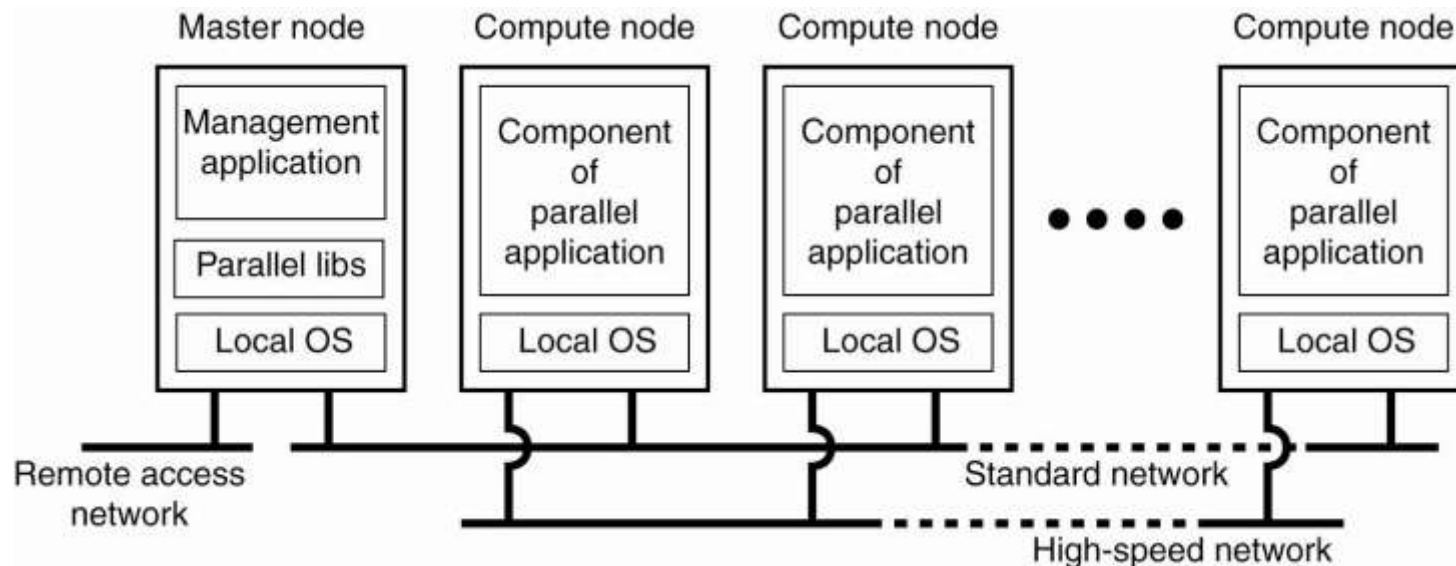 Master node
Compute node
Compute node
Compute node
Management
application
Parallel libs
Local OS
Component
of
parallel
application
Local OS
Component
of
parallel
application
Local OS
Component
of
parallel
application
Local OS
Remote access
network
Standard network
High-speed network